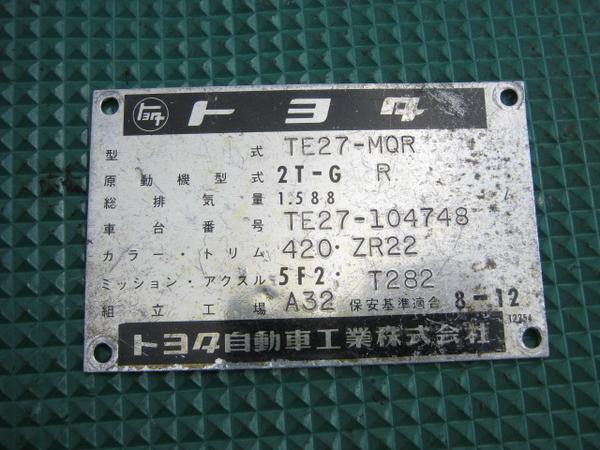 トヨタ トヨタ
型式 TE27-MQR
原動機型式 2T-G R
総排気量 1.588
車台番号 TE27-104748
カラー・トリム 420・ZR22
ミッション・アクスル 5F2・ T282
組立工場 A32 保安基準適合 8-12
トヨタ自動車工業株式会社